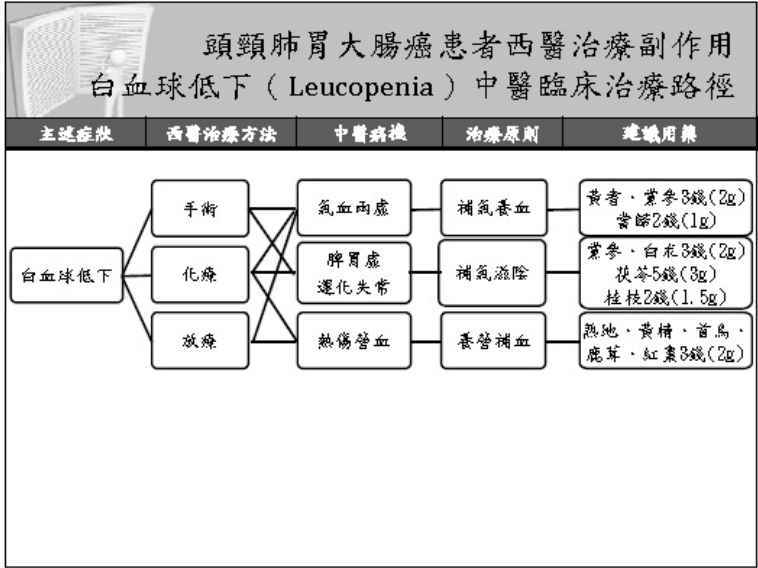 頭頸肺胃大腸癌患者西醫治療副作用
白血球低下（Leucopenia）中醫臨床治療路徑
主述症狀 西醫治療方法 中醫病機 治療原則 建議用藥
白血球低下
手術
化療
放療
氣血兩虛
脾胃虛
運化失常
熱傷營血
補氣養血
補氣滋陰
養營補血
黃耆、黨參3錢(2g)
當歸2錢(1g)
黨參、白朮3錢(2g)
茯苓5錢(3g)
桂枝2錢(1.5g)
熟地、黃精、首烏、
鹿茸、紅棗3錢(2g)